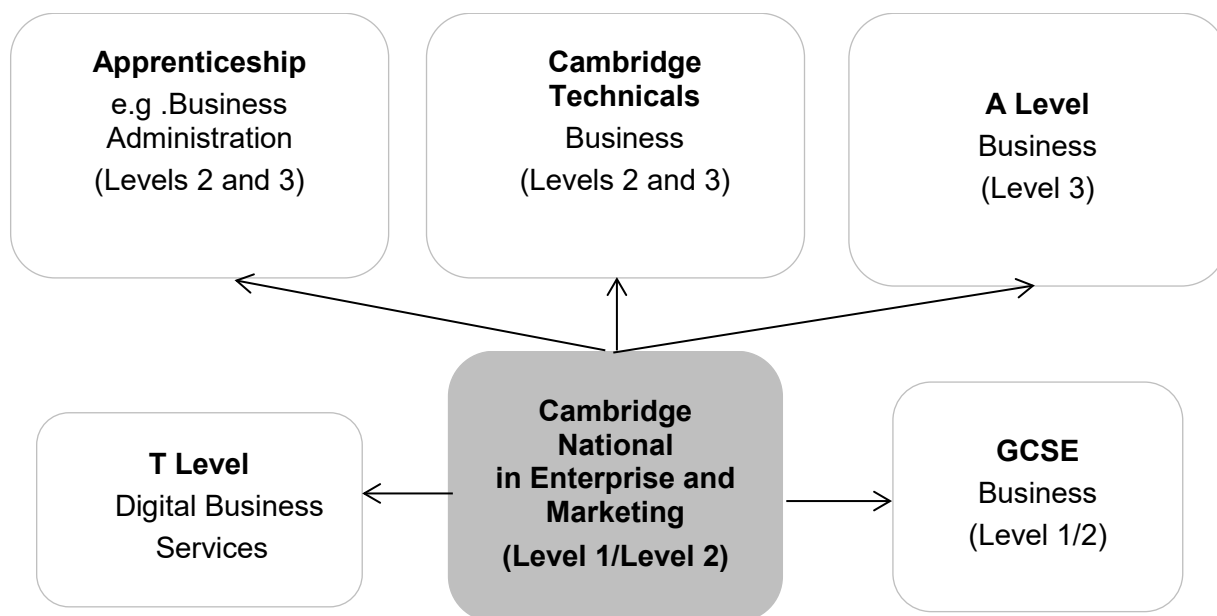 Apprenticeship
e.g .Business
Administration
(Levels 2 and 3)
Cambridge
Technicals
Business
(Levels 2 and 3)
A Level
Business
(Level 3)
T Level
Digital Business
Services
Cambridge
National
in Enterprise and
Marketing
(Level 1/Level 2)
GCSE
Business
(Level 1/2)